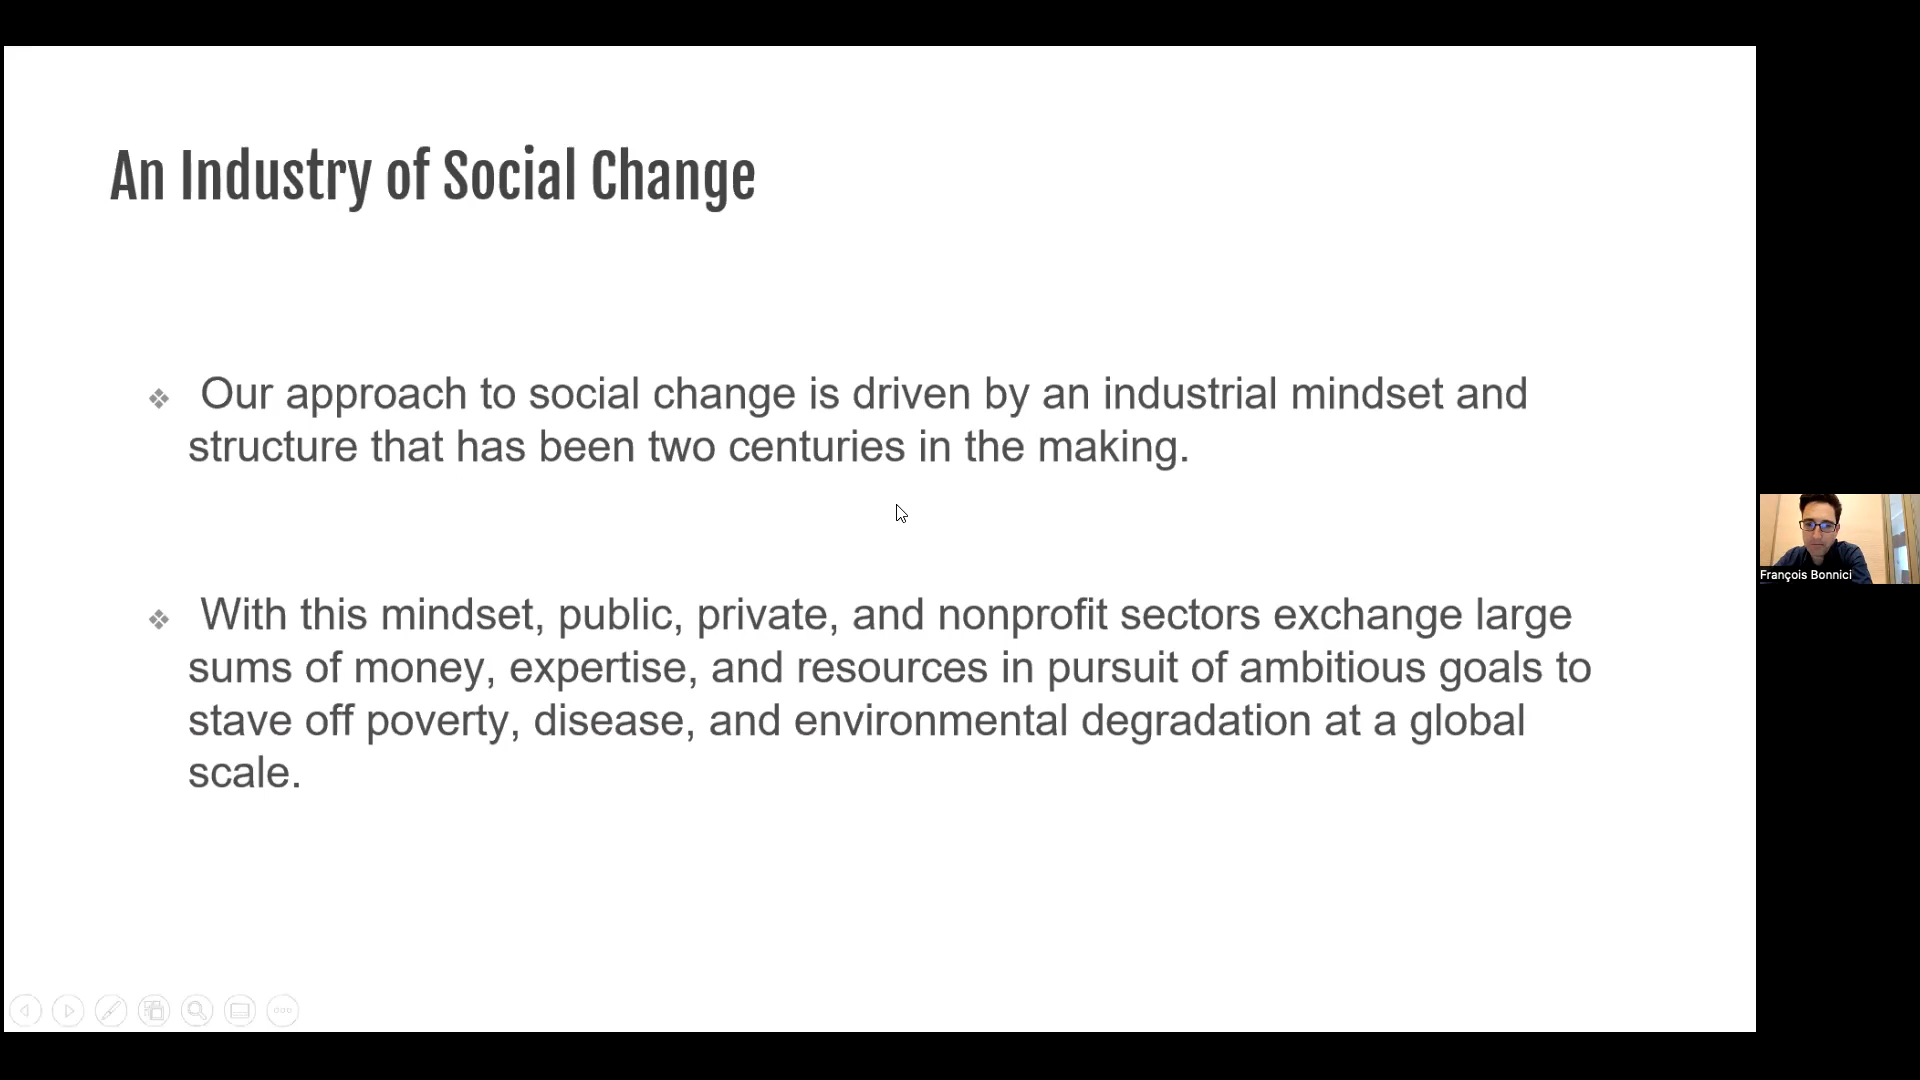 An Industry of Social Change
Our approach to social change is driven by an industrial mindset and
structure that has been two centuries in the making.
With this mindset, public, private, and nonprofit sectors exchange large
sums of money, expertise, and resources in pursuit of ambitious goals to
stave off poverty, disease, and environmental degradation at a global
scale.
François Bonnici